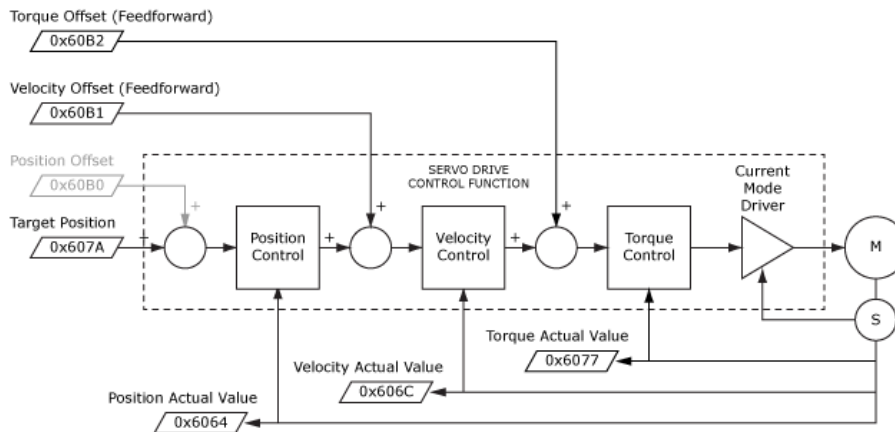 Torque Offset (Feedforward)
0x60B2
Velocity Offset (Feedforward)
0x60B1
Position Offset
0x60B0
Target Position
0x607A
SERVO DRIVE
CONTROL FUNCTION
Current
Mode
Driver
+
+
+
+
+
+
Position
Control
Velocity
Control
Torque
Control
M
S
Torque Actual Value
0x6077
Velocity Actual Value
0x606C
Position Actual Value
0x6064